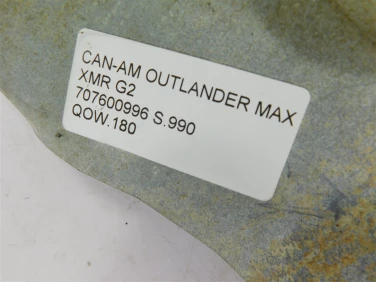 CAN-AM OUTLANDER MAX
XMR G2
707600996 S.990
QOW.180